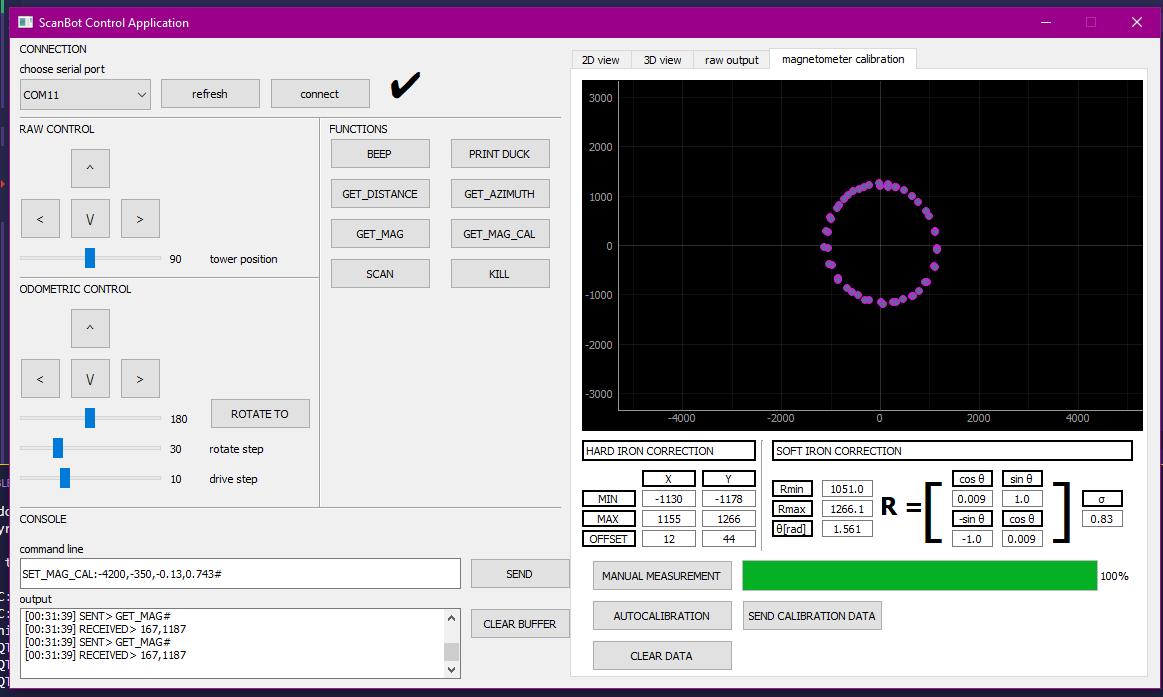 ScanBot Control Application
CONNECTION
choose serial port
COM11
refresh
connect
RAW CONTROL
^
< V >
90 tower position
ODOMETRIC CONTROL
^
< V >
180 ROTATE TO
30 rotate step
10 drive step
FUNCTIONS
BEEP PRINT DUCK
GET_DISTANCE GET_AZIMUTH
GET_MAG GET_MAG_CAL
SCAN KILL
CONSOLE
command line
SET_MAG_CAL:-4200,-350,-0.13,0.743# SEND
output
[00:31:39] SENT> GET_MAG#
[00:31:39] RECEIVED> 167,1187
[00:31:39] SENT> GET_MAG#
[00:31:39] RECEIVED> 167,1187
CLEAR BUFFER
2D view 3D view raw output magnetometer calibration
3000
2000
1000
0
-1000
-2000
-3000
-4000 -2000 0 2000 4000
HARD IRON CORRECTION
X Y
MIN -1130 -1178
MAX 1155 1266
OFFSET 12 44
SOFT IRON CORRECTION
Rmin 1051.0
Rmax 1266.1
θ[rad] 1.561
R = [ ]
cos θ sin θ
0.009 1.0
-sin θ cos θ
-1.0 0.009
σ
0.83
MANUAL MEASUREMENT 100%
AUTOCALIBRATION SEND CALIBRATION DATA
CLEAR DATA